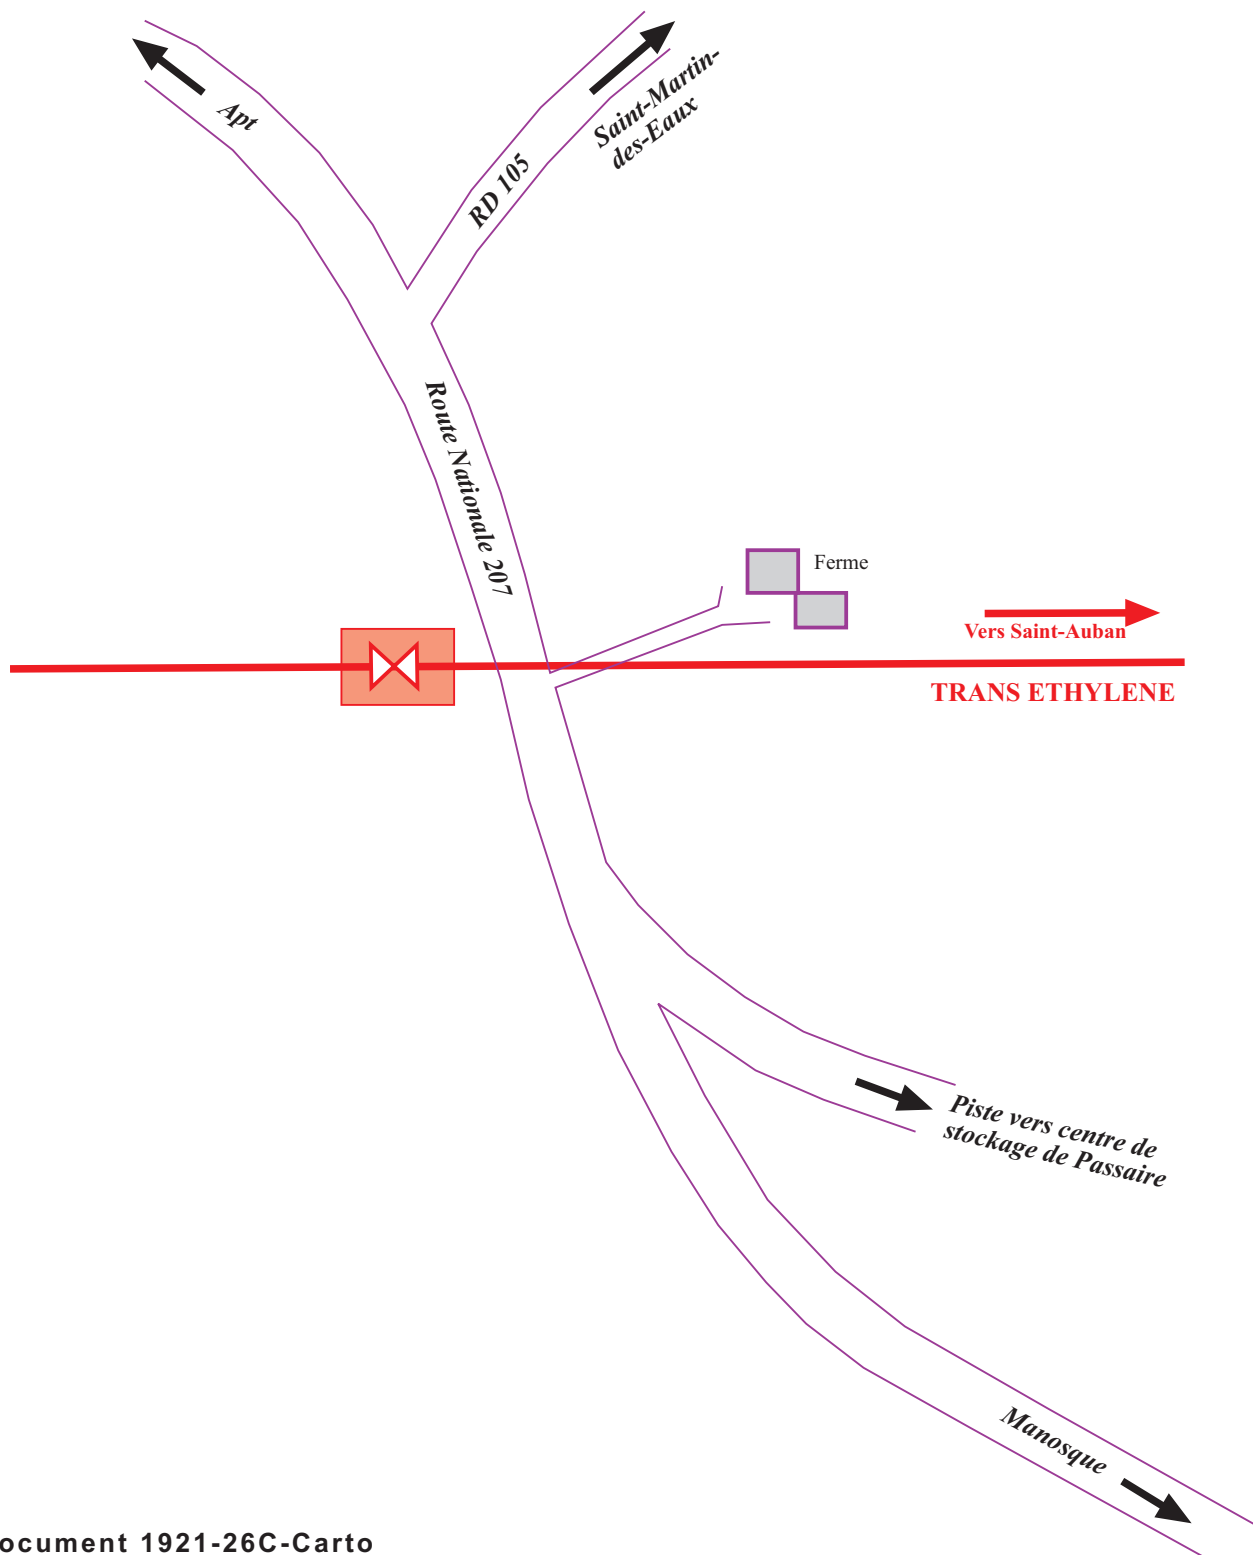 Apt
Saint-Martin-
des-Eaux
RD 105
Route Nationale 207
Ferme
Vers Saint-Auban
TRANS ETHYLENE
Piste vers centre de
stockage de Passaire
Manosque
ocument 1921-26C-Carto